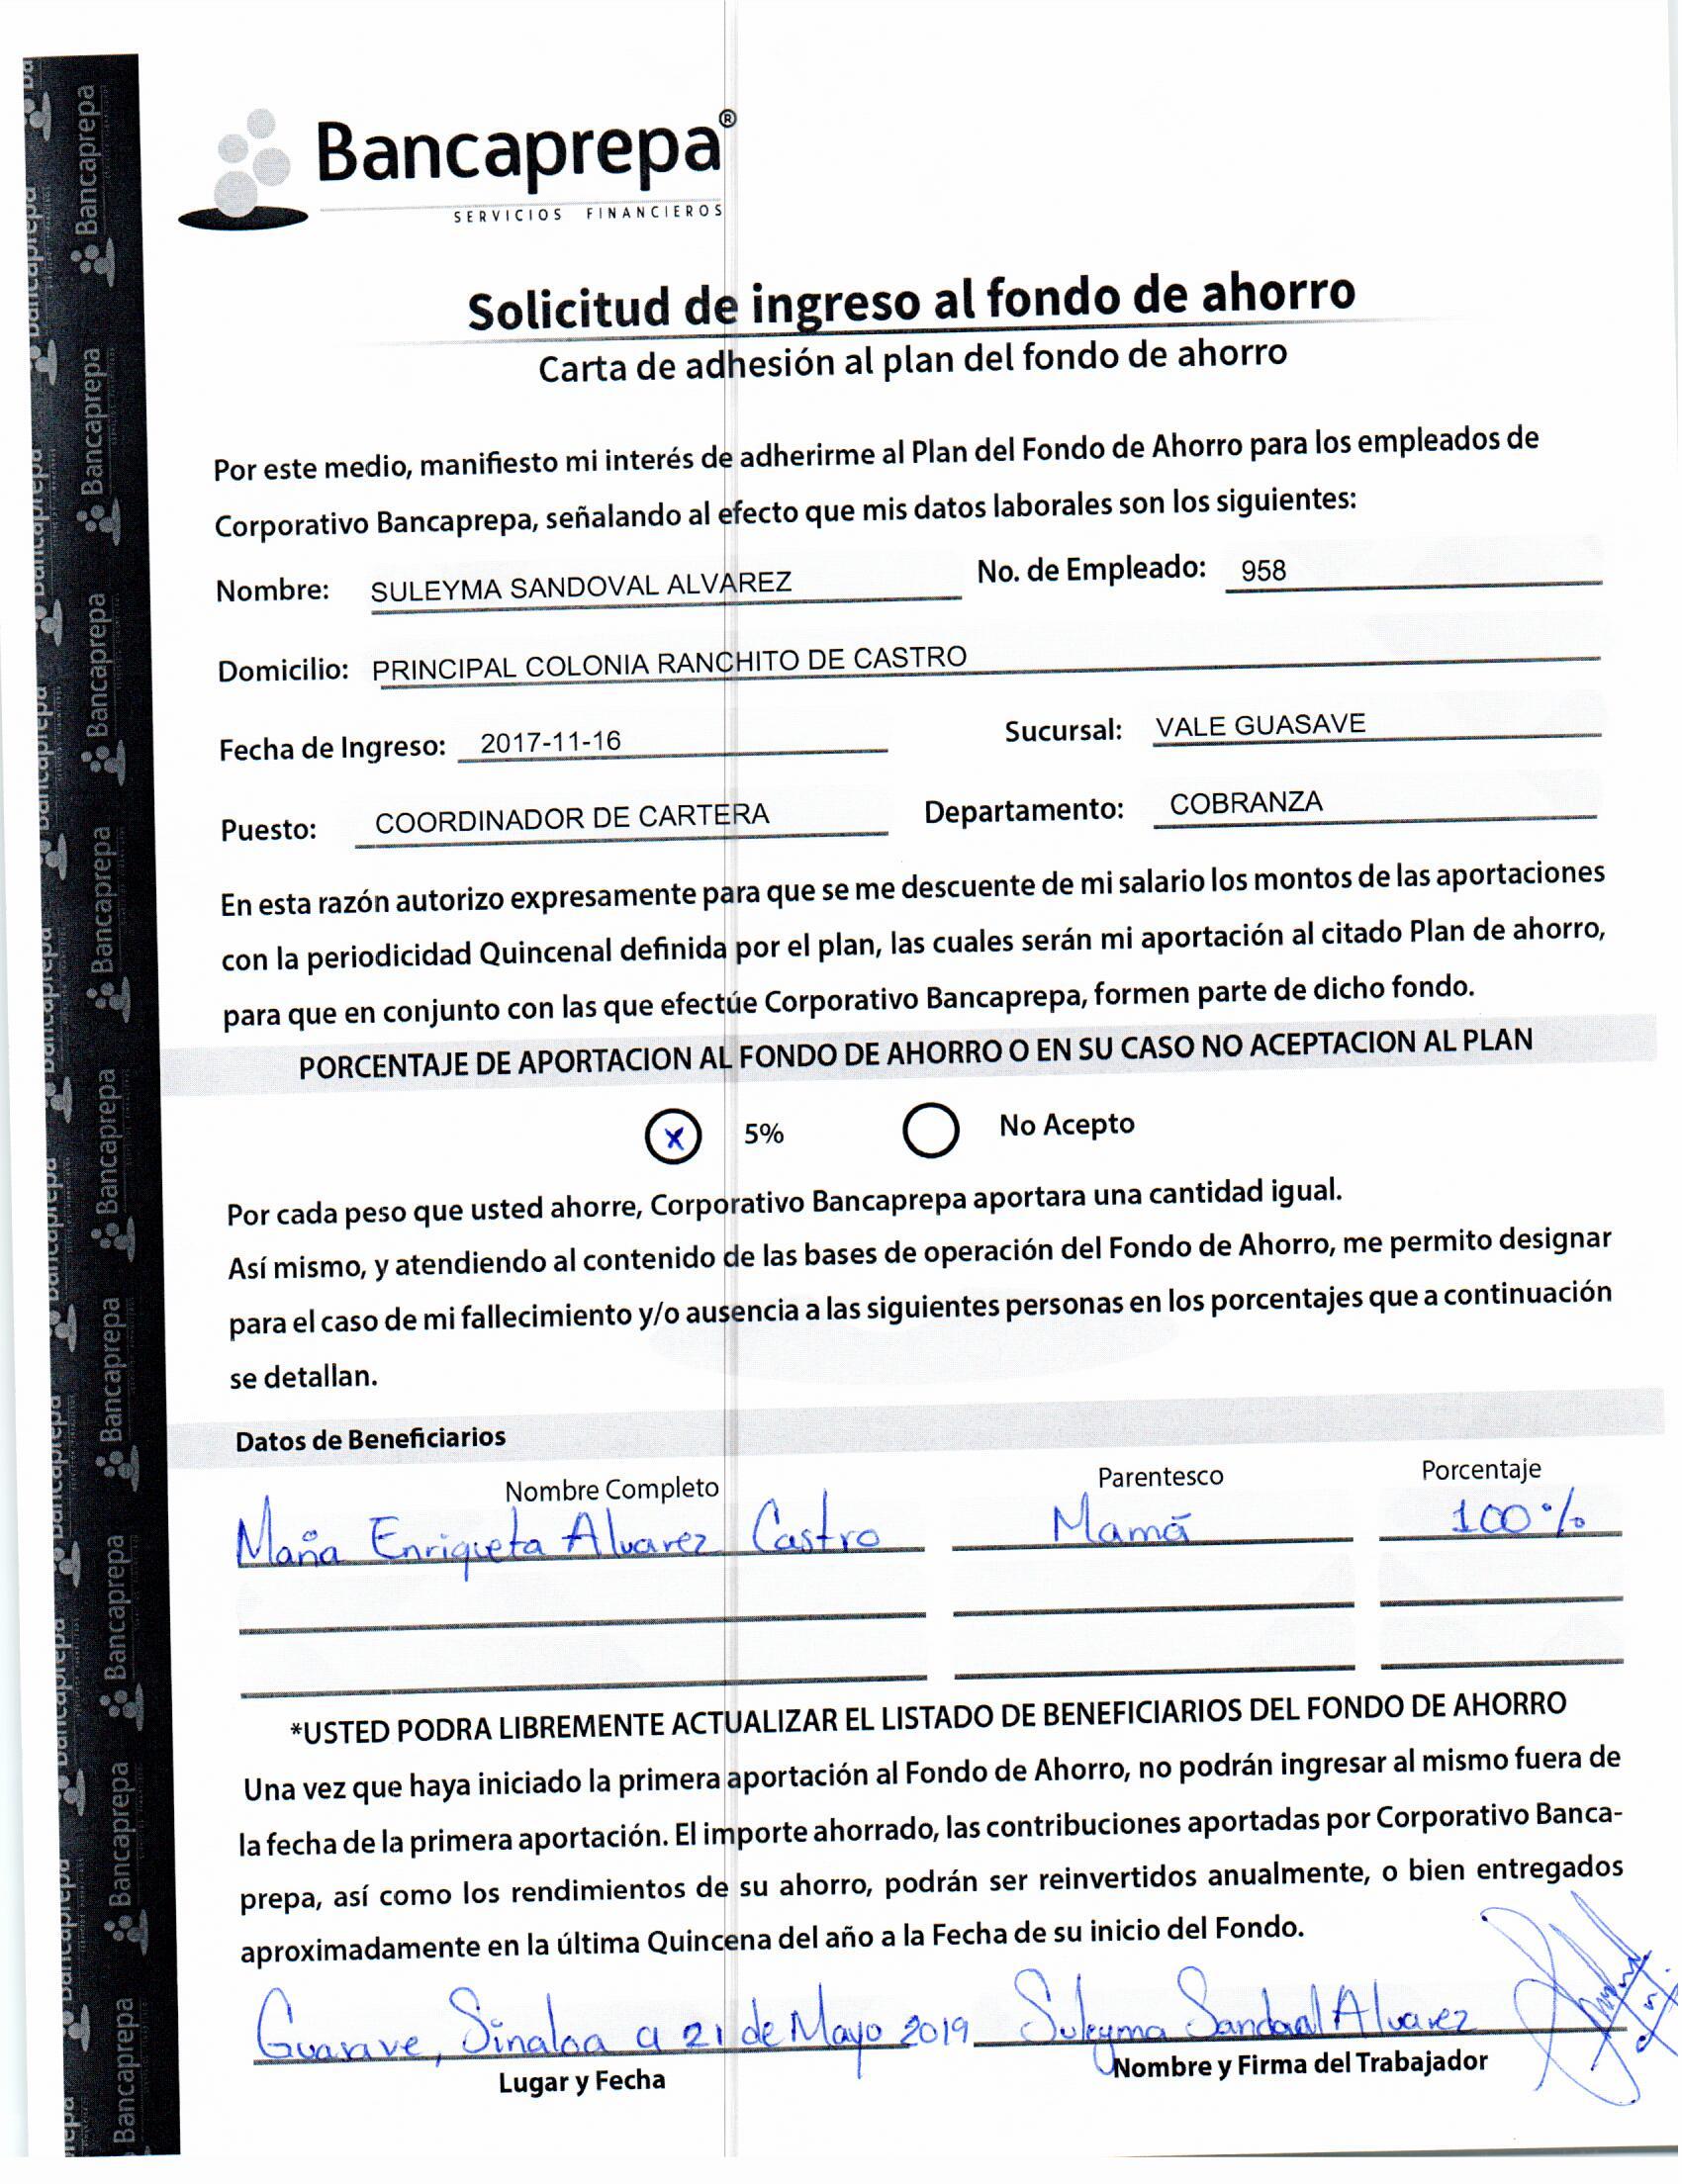 Bancaprepa®
SERVICIOS FINANCIEROS
Solicitud de ingreso al fondo de ahorro
Carta de adhesión al plan del fondo de ahorro
Por este medio, manifiesto mi interés de adherirme al Plan del Fondo de Ahorro para los empleados de
Corporativo Bancaprepa, señalando al efecto que mis datos laborales son los siguientes:
Nombre: SULEYMA SANDOVAL ALVAREZ No. de Empleado: 958
Domicilio: PRINCIPAL COLONIA RANCHITO DE CASTRO
Fecha de Ingreso: 2017-11-16 Sucursal: VALE GUASAVE
Puesto: COORDINADOR DE CARTERA Departamento: COBRANZA
En esta razón autorizo expresamente para que se me descuente de mi salario los montos de las aportaciones
con la periodicidad Quincenal definida por el plan, las cuales serán mi aportación al citado Plan de ahorro,
para que en conjunto con las que efectúe Corporativo Bancaprepa, formen parte de dicho fondo.
PORCENTAJE DE APORTACION AL FONDO DE AHORRO O EN SU CASO NO ACEPTACION AL PLAN
x 5% No Acepto
Por cada peso que usted ahorre, Corporativo Bancaprepa aportara una cantidad igual.
Así mismo, y atendiendo al contenido de las bases de operación del Fondo de Ahorro, me permito designar
para el caso de mi fallecimiento y/o ausencia a las siguientes personas en los porcentajes que a continuación
se detallan.
Datos de Beneficiarios
Nombre Completo Parentesco Porcentaje
María Enriqueta Alvarez Castro Mamá 100%
*USTED PODRA LIBREMENTE ACTUALIZAR EL LISTADO DE BENEFICIARIOS DEL FONDO DE AHORRO
Una vez que haya iniciado la primera aportación al Fondo de Ahorro, no podrán ingresar al mismo fuera de
la fecha de la primera aportación. El importe ahorrado, las contribuciones aportadas por Corporativo Banca-
prepa, así como los rendimientos de su ahorro, podrán ser reinvertidos anualmente, o bien entregados
aproximadamente en la última Quincena del año a la Fecha de su inicio del Fondo.
Guasave, Sinaloa a 21 de Mayo 2019 Suleyma Sandoval Alvarez
Lugar y Fecha Nombre y Firma del Trabajador